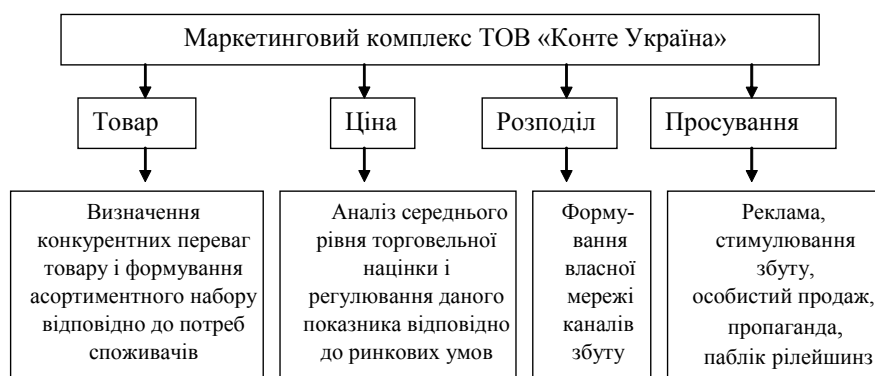 Маркетинговий комплекс ТОВ «Конте Україна»
Товар
Ціна
Розподіл
Просування
Визначення
конкурентних переваг
товару і формування
асортиментного набору
відповідно до потреб
споживачів
Аналіз середнього
рівня торговельної
націнки і
регулювання даного
показника відповідно
до ринкових умов
Форму-
вання
власної
мережі
каналів
збуту
Реклама,
стимулювання
збуту,
особистий продаж,
пропаганда,
паблік рілейшинз